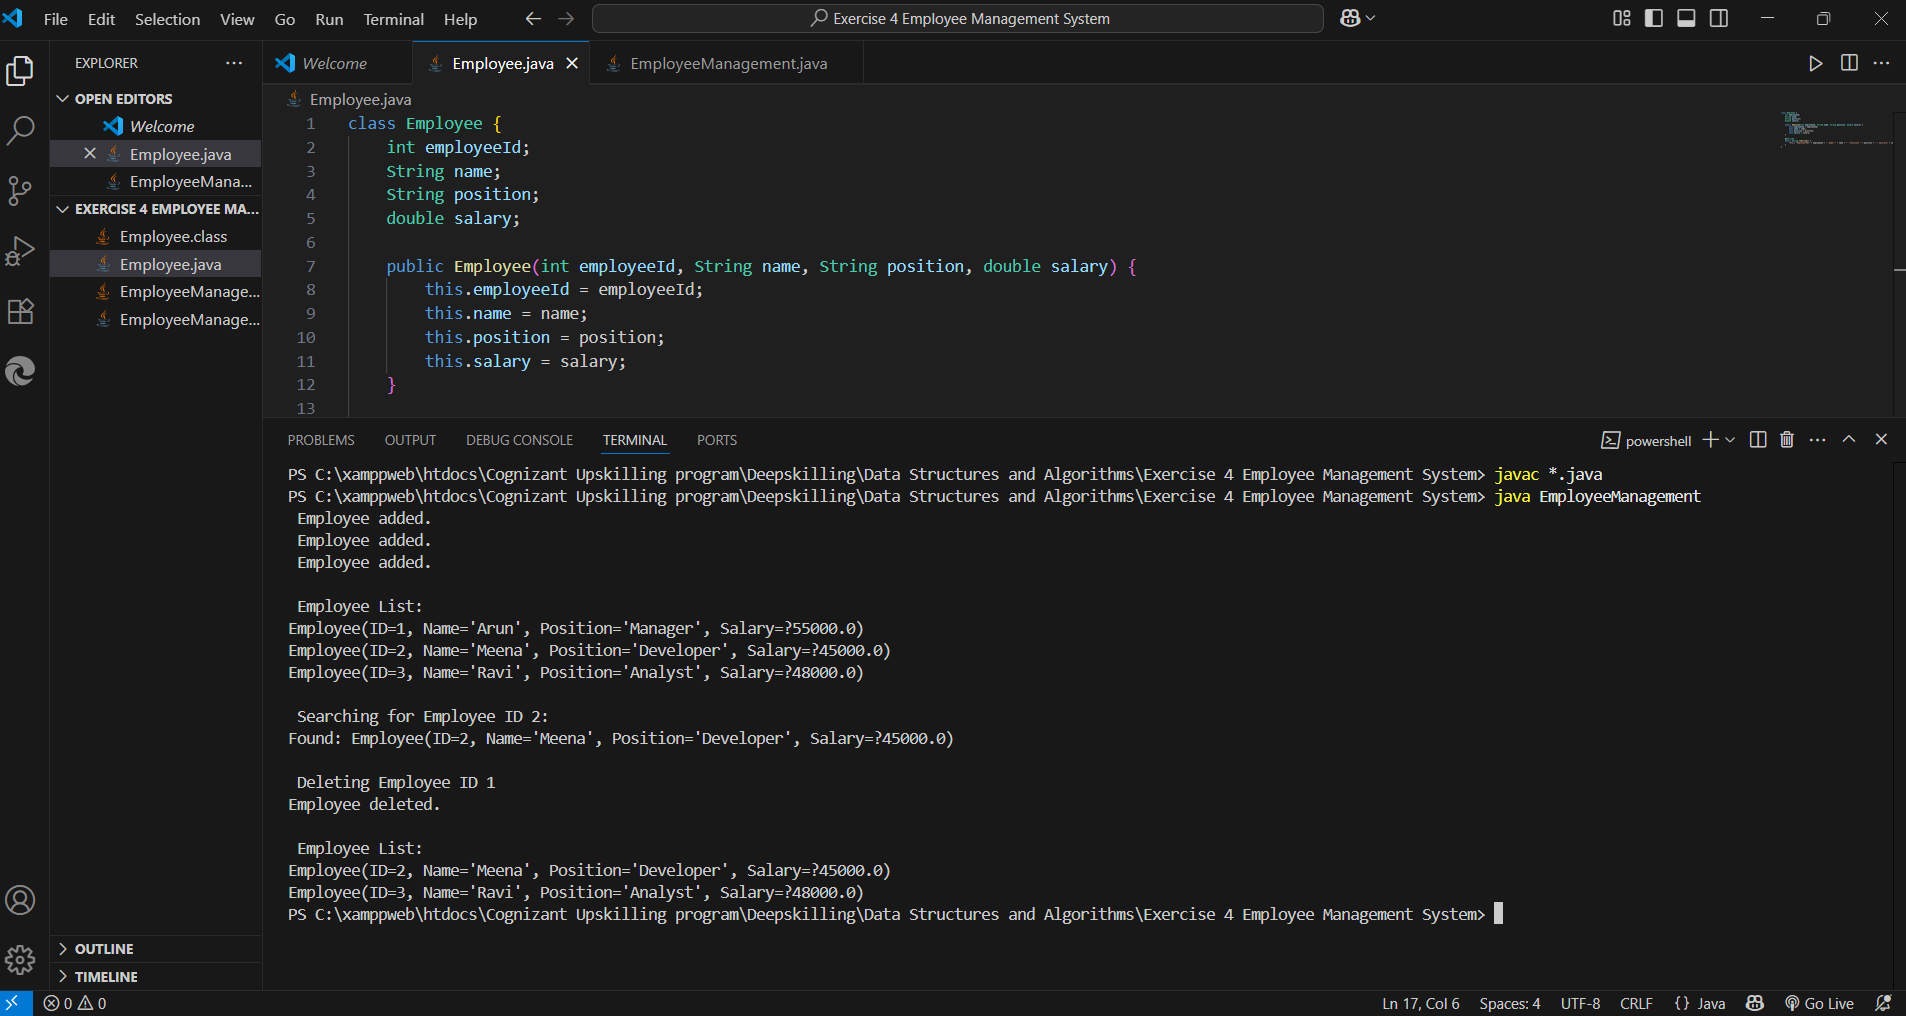 File Edit Selection View Go Run Terminal Help
Exercise 4 Employee Management System
EXPLORER
Welcome
Employee.java
EmployeeManagement.java
OPEN EDITORS
Welcome
Employee.java
EmployeeMana...
EXERCISE 4 EMPLOYEE MA...
Employee.class
Employee.java
EmployeeManage...
EmployeeManage...
OUTLINE
TIMELINE
Employee.java
1 class Employee {
2 int employeeId;
3 String name;
4 String position;
5 double salary;
6
7 public Employee(int employeeId, String name, String position, double salary) {
8 this.employeeId = employeeId;
9 this.name = name;
10 this.position = position;
11 this.salary = salary;
12 }
13
PROBLEMS OUTPUT DEBUG CONSOLE TERMINAL PORTS
powershell
PS C:\xamppweb\htdocs\Cognizant Upskilling program\Deepskilling\Data Structures and Algorithms\Exercise 4 Employee Management System> javac *.java
PS C:\xamppweb\htdocs\Cognizant Upskilling program\Deepskilling\Data Structures and Algorithms\Exercise 4 Employee Management System> java EmployeeManagement
Employee added.
Employee added.
Employee added.
Employee List:
Employee(ID=1, Name='Arun', Position='Manager', Salary=?55000.0)
Employee(ID=2, Name='Meena', Position='Developer', Salary=?45000.0)
Employee(ID=3, Name='Ravi', Position='Analyst', Salary=?48000.0)
Searching for Employee ID 2:
Found: Employee(ID=2, Name='Meena', Position='Developer', Salary=?45000.0)
Deleting Employee ID 1
Employee deleted.
Employee List:
Employee(ID=2, Name='Meena', Position='Developer', Salary=?45000.0)
Employee(ID=3, Name='Ravi', Position='Analyst', Salary=?48000.0)
PS C:\xamppweb\htdocs\Cognizant Upskilling program\Deepskilling\Data Structures and Algorithms\Exercise 4 Employee Management System>
0 0
Ln 17, Col 6 Spaces: 4 UTF-8 CRLF {} Java Go Live